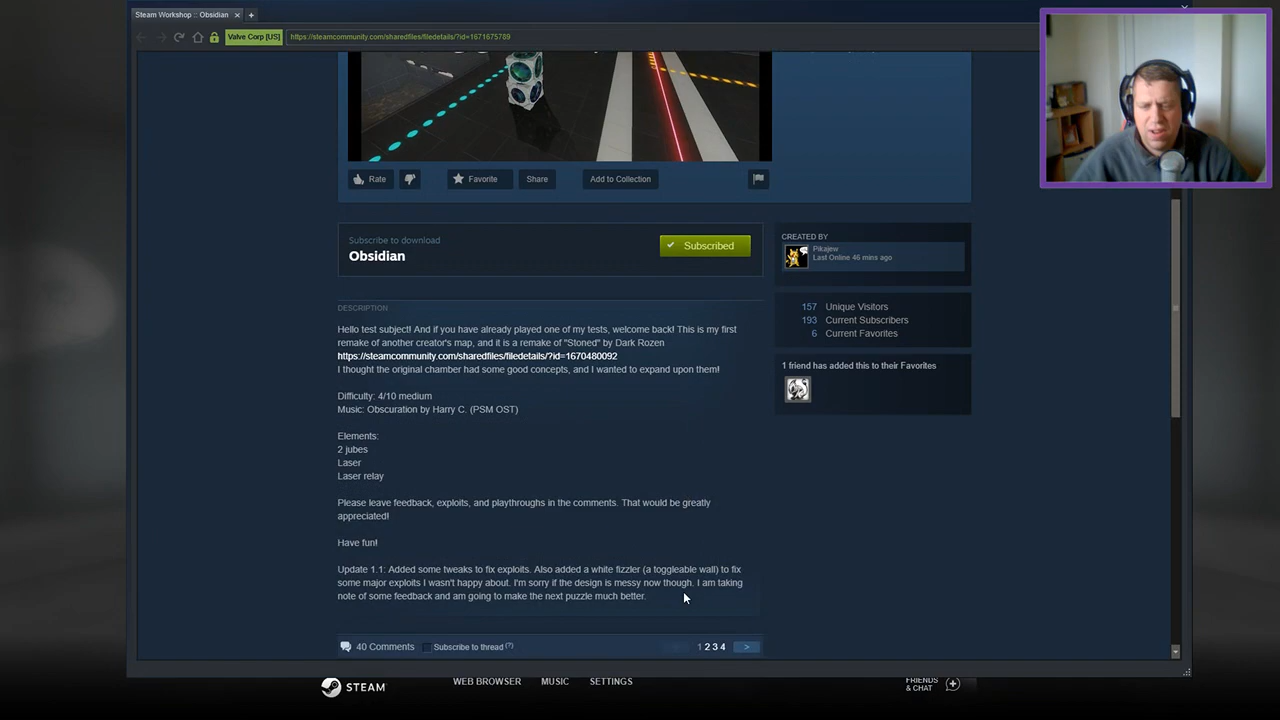 Steam Workshop :: Obsidian
Valve Corp [US]
https://steamcommunity.com/sharedfiles/filedetails/?id=1671675789
Rate
Favorite
Share
Add to Collection
Subscribe to download
Obsidian
Subscribed
CREATED BY
Pikajew
Last Online 46 mins ago
157 Unique Visitors
193 Current Subscribers
6 Current Favorites
1 friend has added this to their Favorites
DESCRIPTION
Hello test subject! And if you have already played one of my tests, welcome back! This is my first
remake of another creator's map, and it is a remake of "Stoned" by Dark Rozen
https://steamcommunity.com/sharedfiles/filedetails/?id=1670480092
I thought the original chamber had some good concepts, and I wanted to expand upon them!
Difficulty: 4/10 medium
Music: Obscuration by Harry C. (PSM OST)
Elements:
2 jubes
Laser
Laser relay
Please leave feedback, exploits, and playthroughs in the comments. That would be greatly
appreciated!
Have fun!
Update 1.1: Added some tweaks to fix exploits. Also added a white fizzler (a toggleable wall) to fix
some major exploits I wasn't happy about. I'm sorry if the design is messy now though. I am taking
note of some feedback and am going to make the next puzzle much better.
40 Comments
Subscribe to thread (?)
< 1 2 3 4 >
STEAM
WEB BROWSER
MUSIC
SETTINGS
FRIENDS
& CHAT